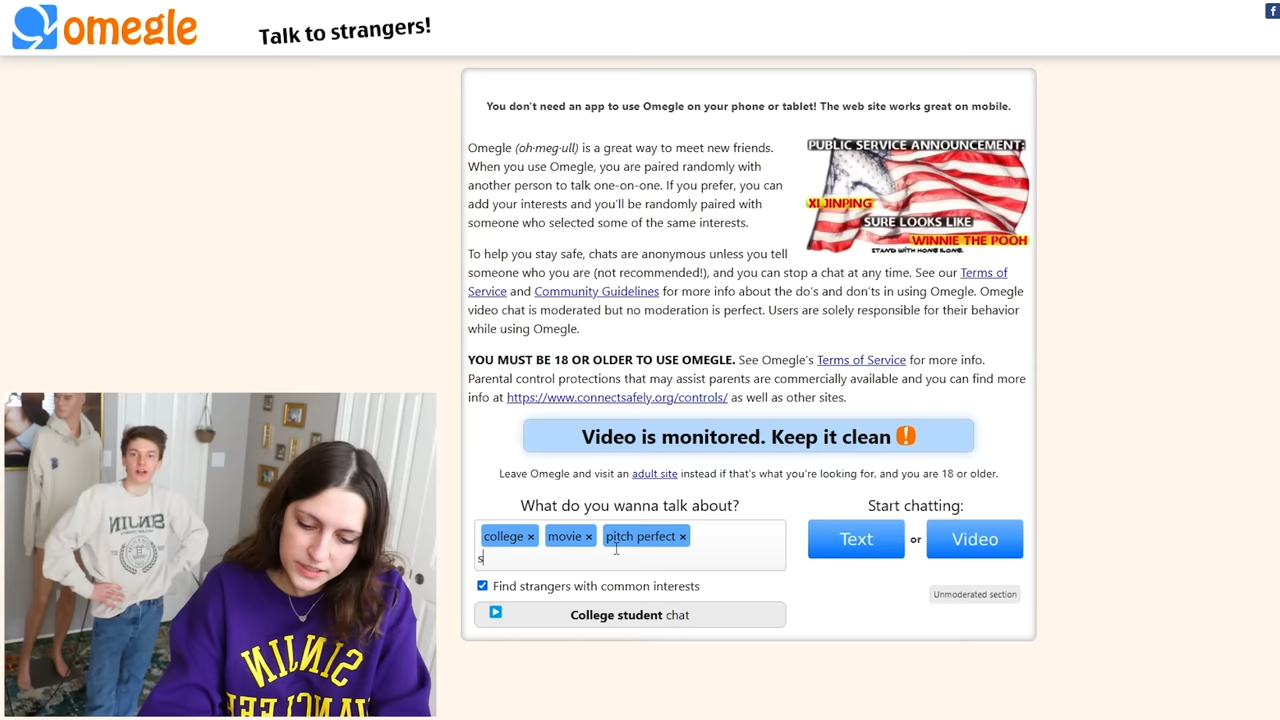 omegle
Talk to strangers!
f
You don't need an app to use Omegle on your phone or tablet! The web site works great on mobile.
Omegle (oh·meg·ull) is a great way to meet new friends.
When you use Omegle, you are paired randomly with
another person to talk one-on-one. If you prefer, you can
add your interests and you'll be randomly paired with
someone who selected some of the same interests.
PUBLIC SERVICE ANNOUNCEMENT:
XI JINPING
SURE LOOKS LIKE
WINNIE THE POOH
STAND WITH HONG KONG.
To help you stay safe, chats are anonymous unless you tell
someone who you are (not recommended!), and you can stop a chat at any time. See our Terms of
Service and Community Guidelines for more info about the do's and don'ts in using Omegle. Omegle
video chat is moderated but no moderation is perfect. Users are solely responsible for their behavior
while using Omegle.
YOU MUST BE 18 OR OLDER TO USE OMEGLE. See Omegle's Terms of Service for more info.
Parental control protections that may assist parents are commercially available and you can find more
info at https://www.connectsafely.org/controls/ as well as other sites.
Video is monitored. Keep it clean !
Leave Omegle and visit an adult site instead if that's what you're looking for, and you are 18 or older.
What do you wanna talk about?
college × movie × pitch perfect ×
s
Find strangers with common interests
College student chat
Start chatting:
Text or Video
Unmoderated section
SINJIN
SINJIN